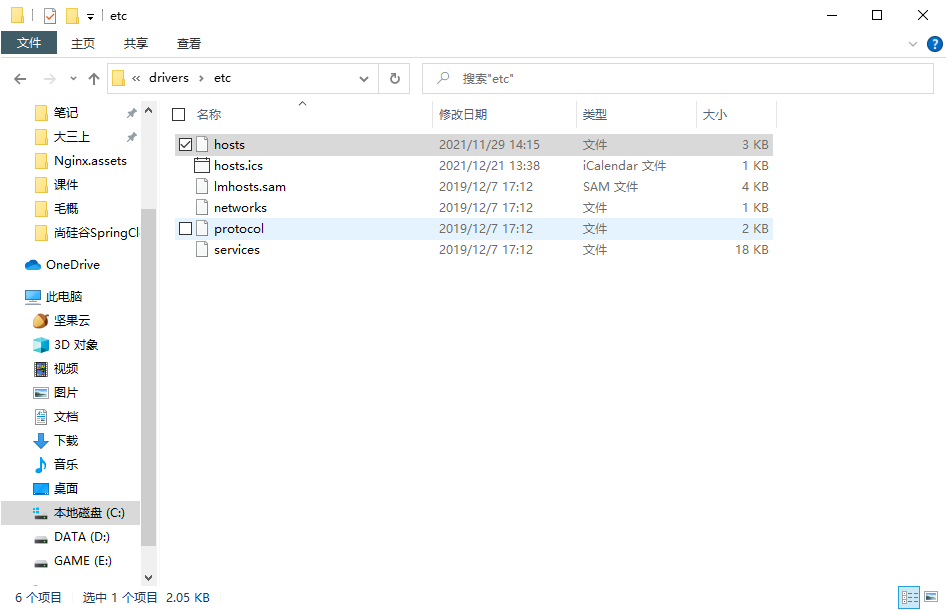 etc
文件 主页 共享 查看
« drivers › etc 搜索"etc"
名称 修改日期 类型 大小
hosts 2021/11/29 14:15 文件 3 KB
hosts.ics 2021/12/21 13:38 iCalendar 文件 1 KB
lmhosts.sam 2019/12/7 17:12 SAM 文件 4 KB
networks 2019/12/7 17:12 文件 1 KB
protocol 2019/12/7 17:12 文件 2 KB
services 2019/12/7 17:12 文件 18 KB
笔记
大三上
Nginx.assets
课件
毛概
尚硅谷SpringCl
OneDrive
此电脑
坚果云
3D 对象
视频
图片
文档
下载
音乐
桌面
本地磁盘 (C:)
DATA (D:)
GAME (E:)
6 个项目 选中 1 个项目 2.05 KB